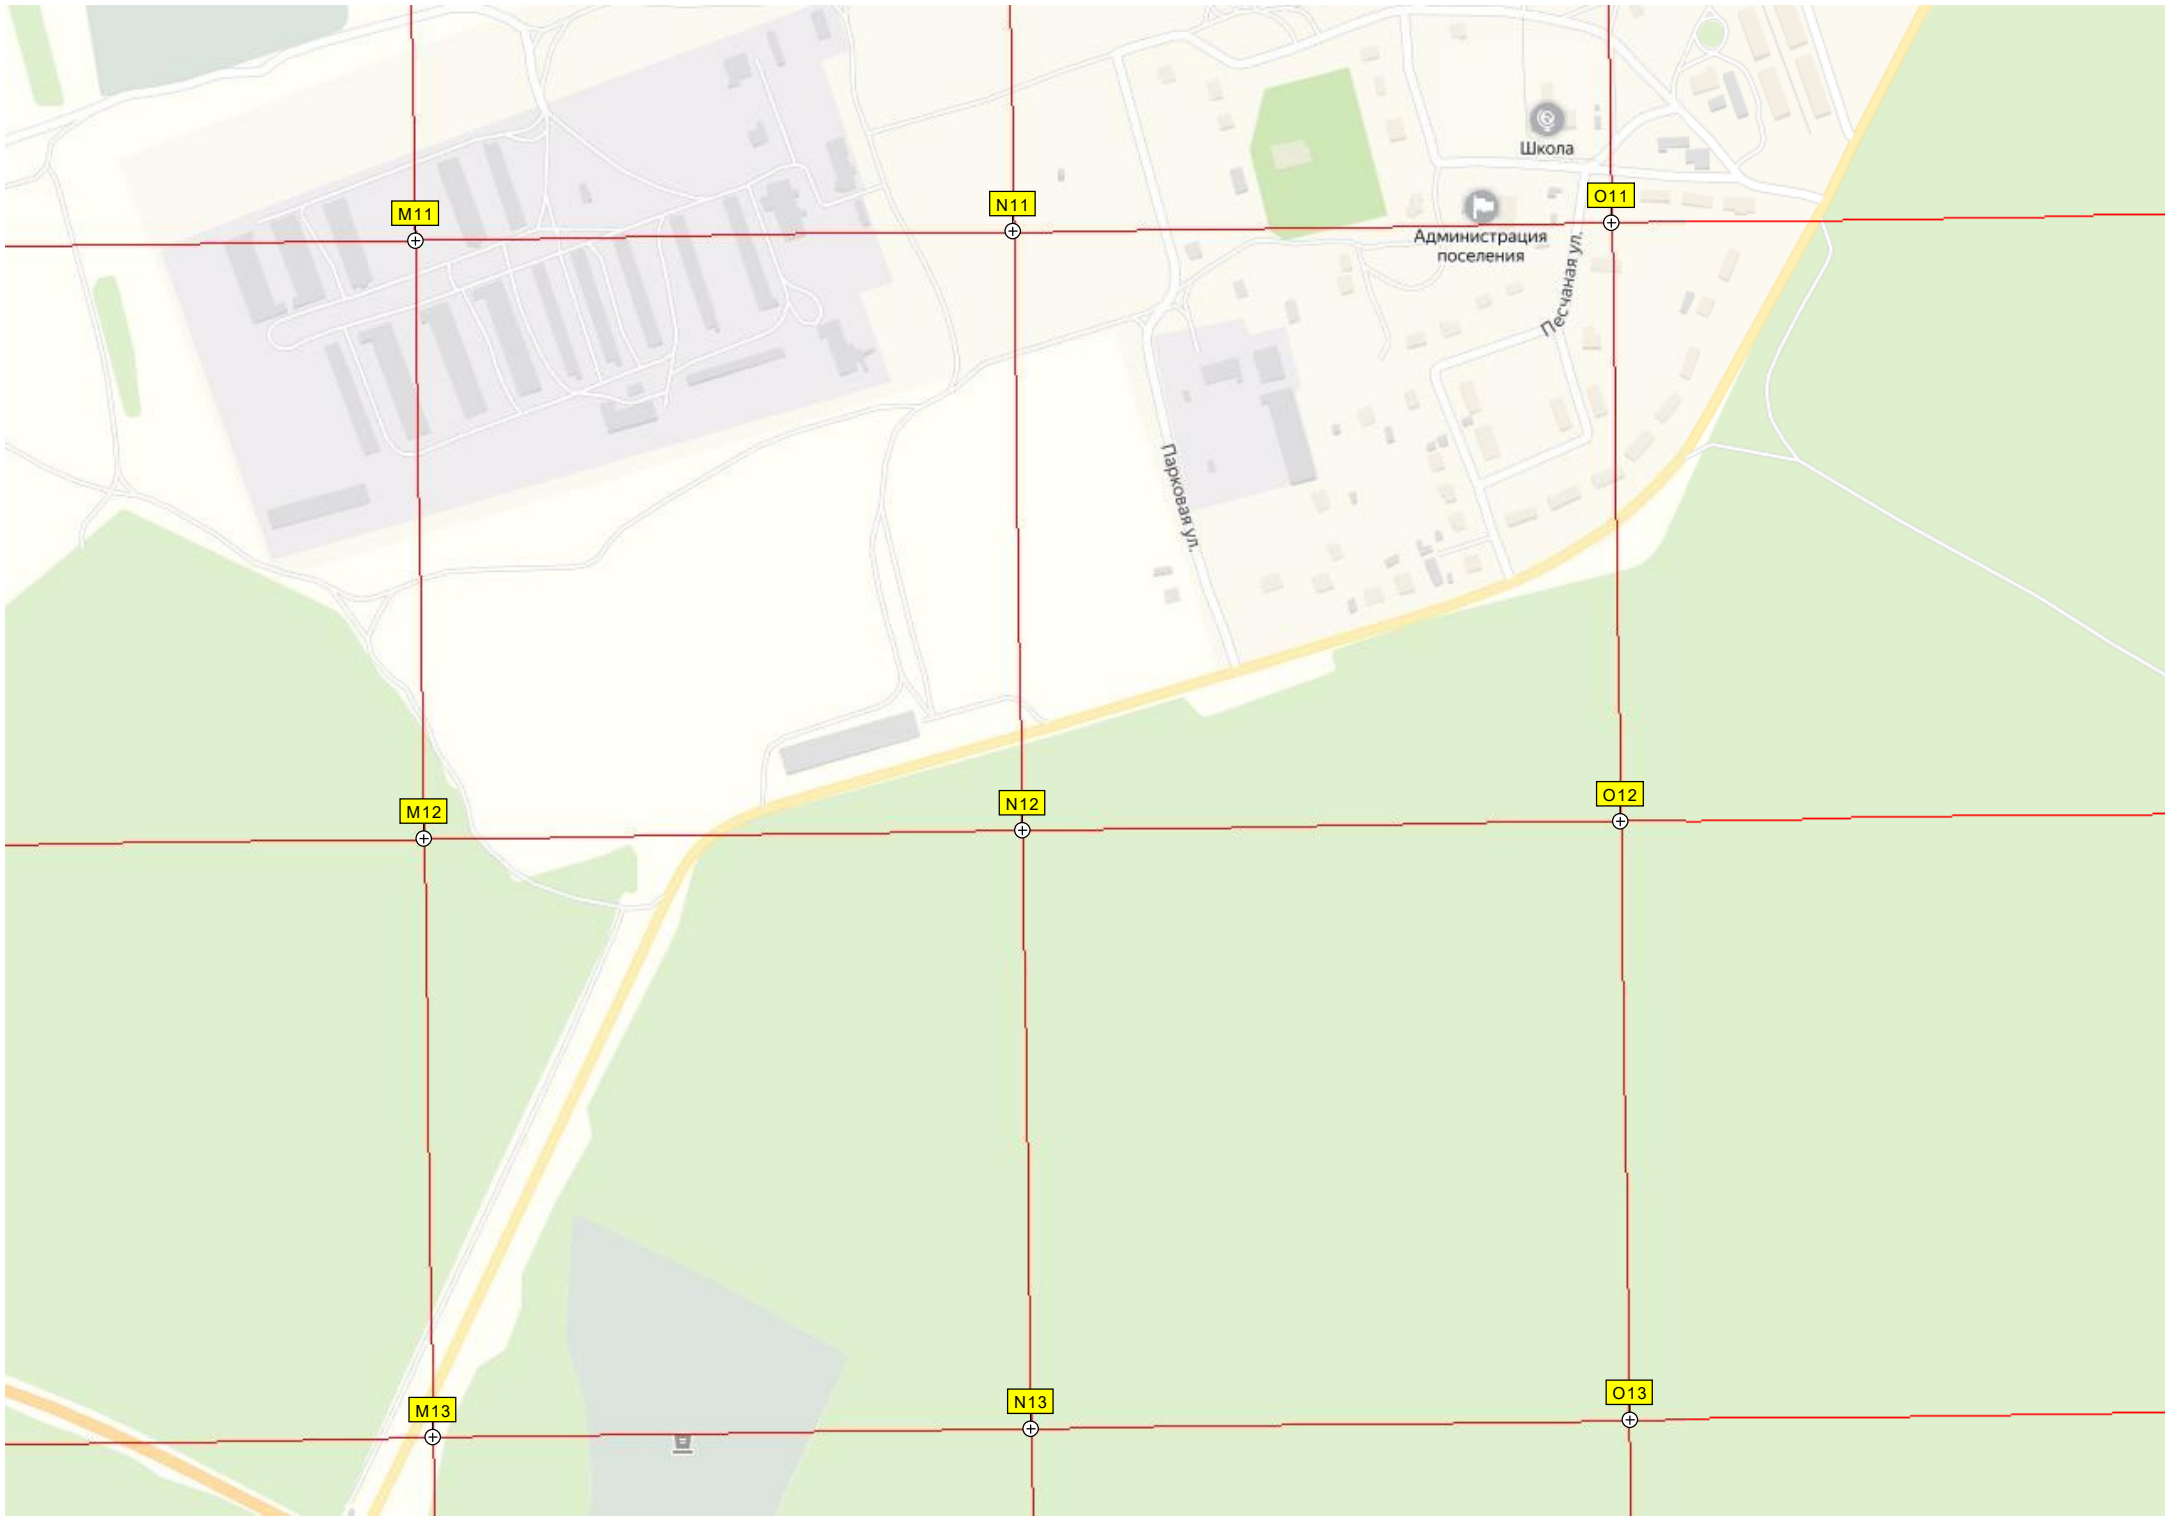 Школа
O11
N11
M11
Администрация
поселения
Песчаная ул.
Парковая ул.
O12
N12
M12
O13
N13
M13